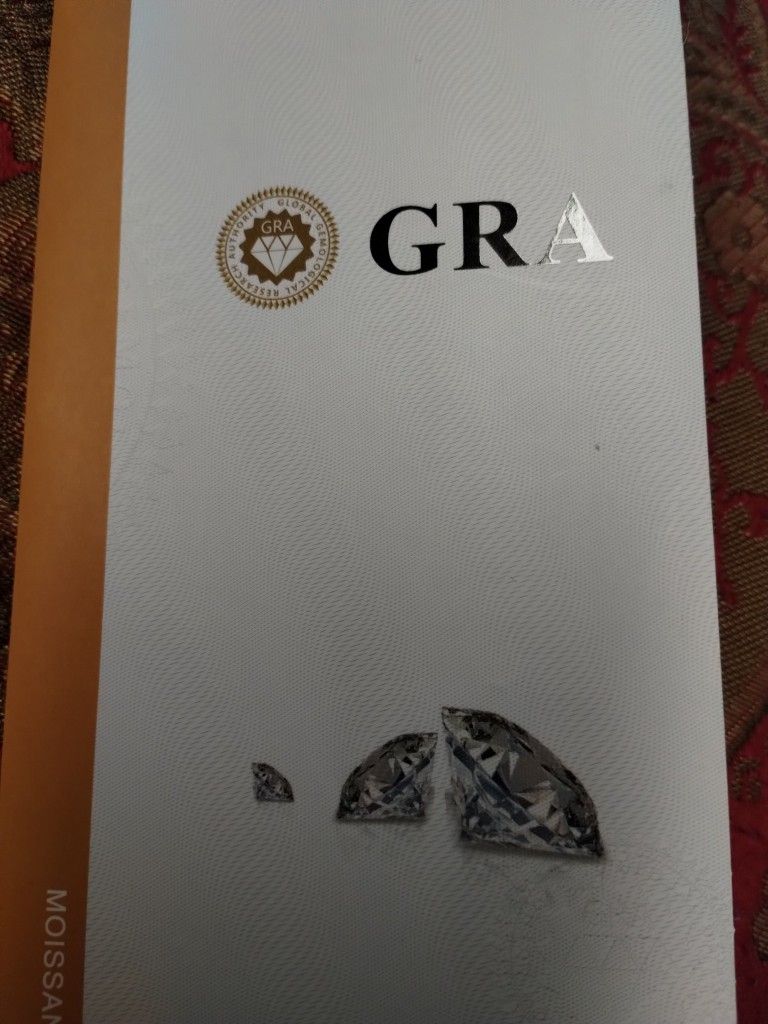 GRA
GLOBAL GEMOLOGICAL RESEARCH AUTHORITY
GRA
MOISSAN